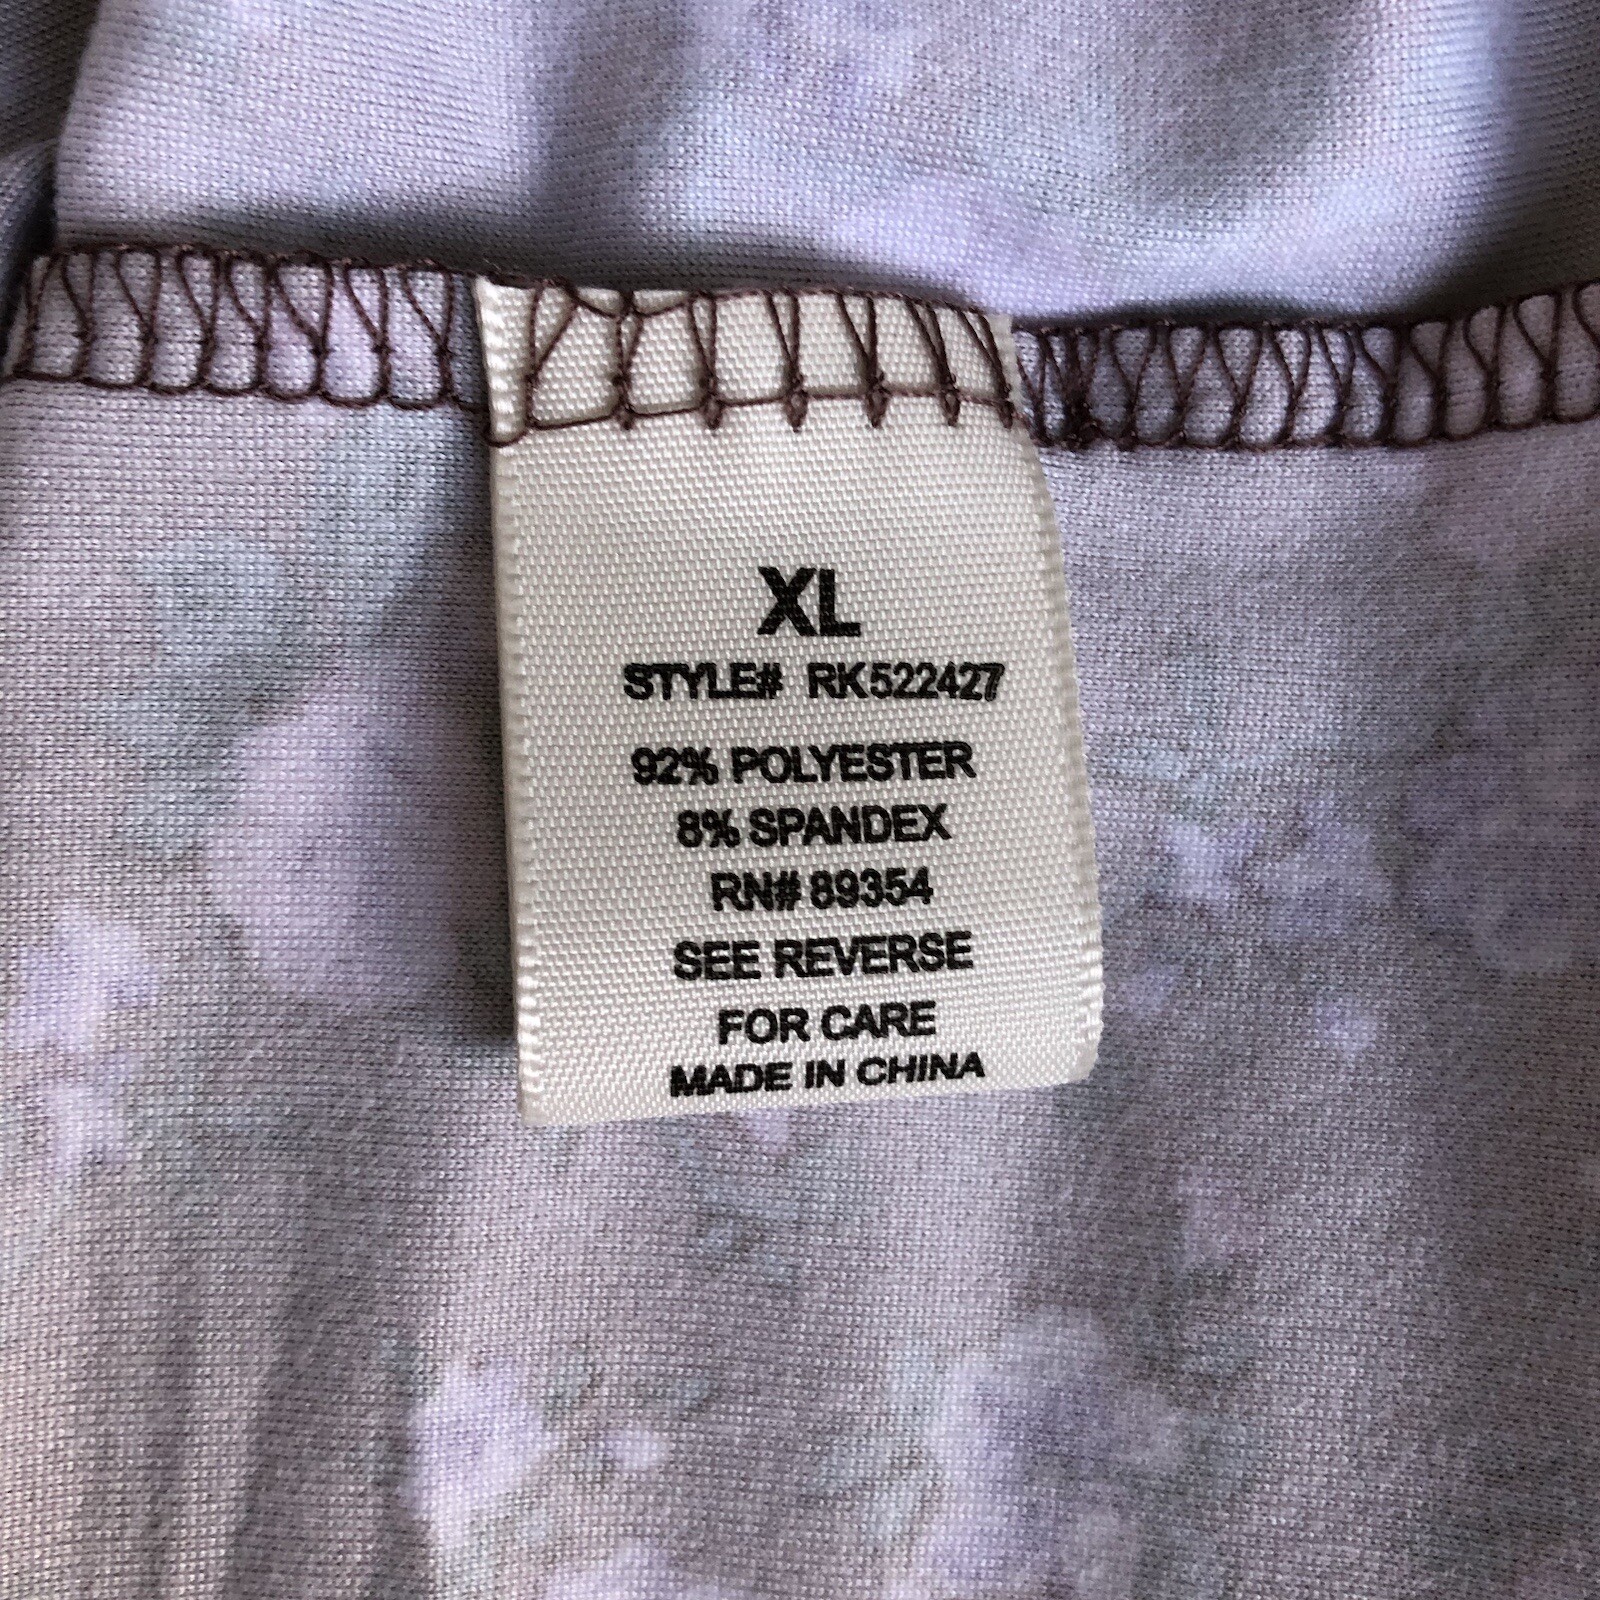 XL
STYLE# RK522427
92% POLYESTER
8% SPANDEX
RN# 89354
SEE REVERSE
FOR CARE
MADE IN CHINA